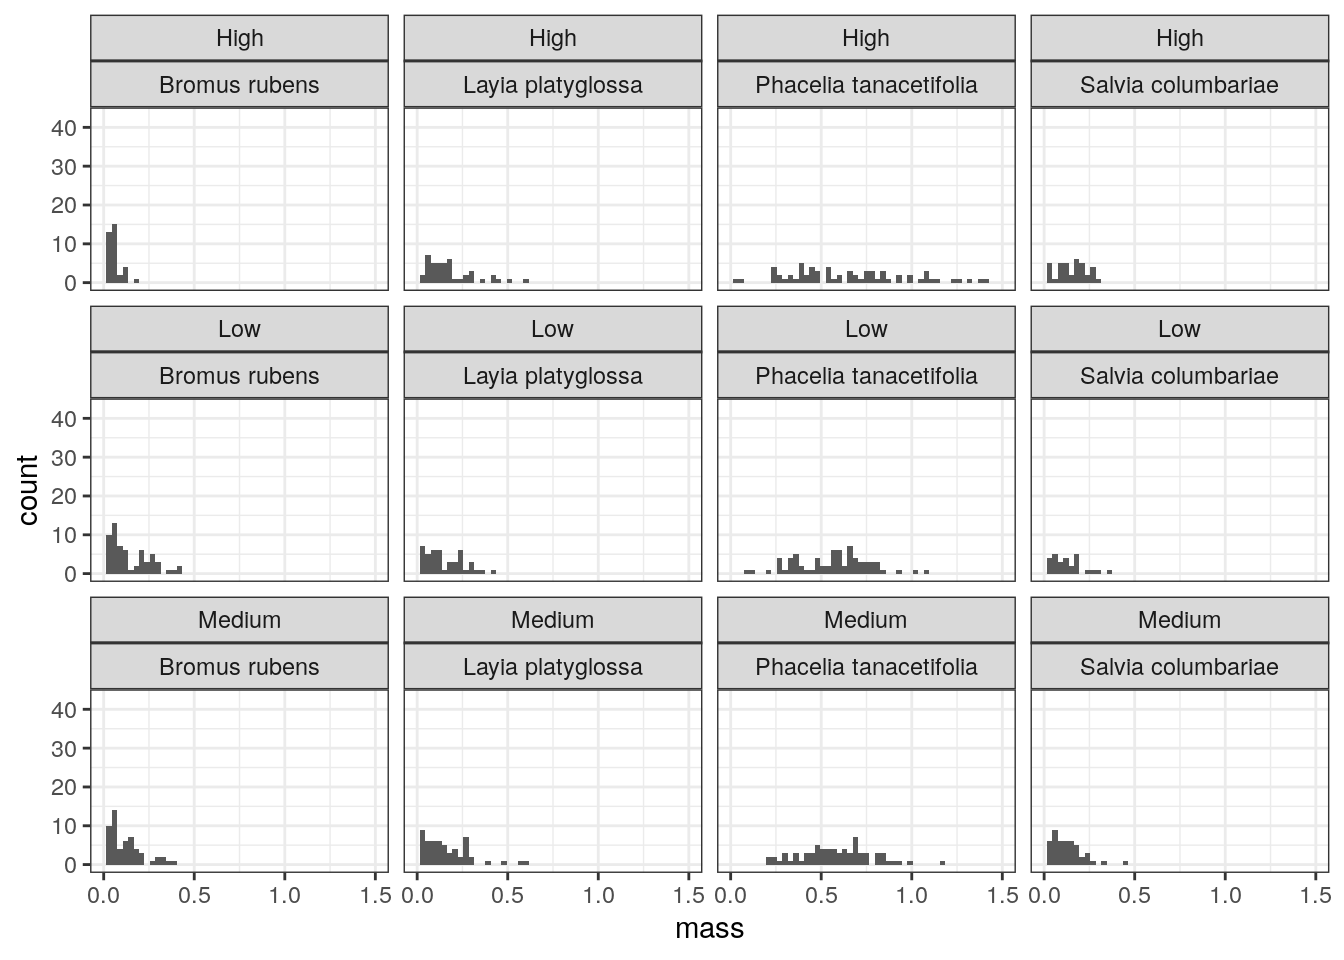 High High High High
Bromus rubens Layia platyglossa Phacelia tanacetifolia Salvia columbariae
40
30
20
10
0
Low Low Low Low
Bromus rubens Layia platyglossa Phacelia tanacetifolia Salvia columbariae
40
30
20
10
0
count
Medium Medium Medium Medium
Bromus rubens Layia platyglossa Phacelia tanacetifolia Salvia columbariae
40
30
20
10
0
0.0 0.5 1.0 1.5 0.0 0.5 1.0 1.5 0.0 0.5 1.0 1.5 0.0 0.5 1.0 1.5
mass